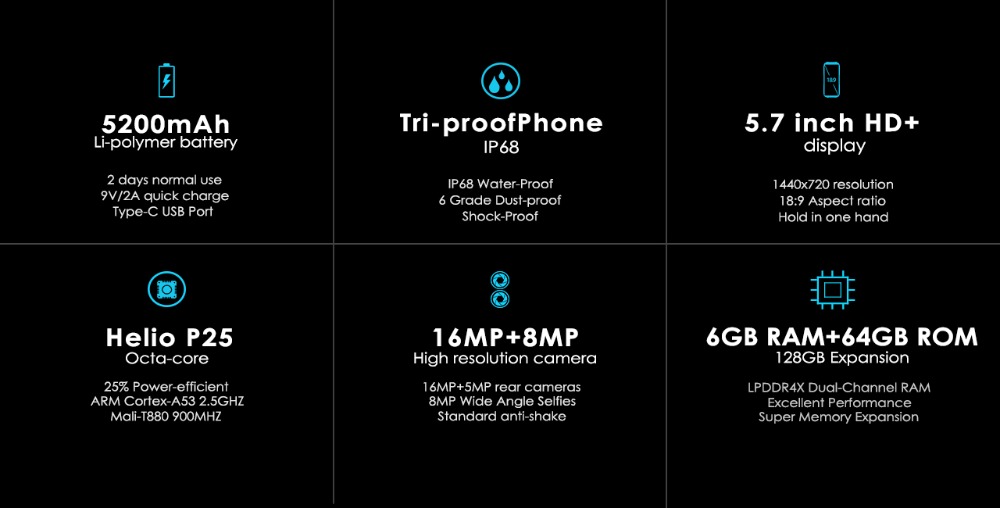 5200mAh
Li-polymer battery
2 days normal use
9V/2A quick charge
Type-C USB Port
Tri-proofPhone
IP68
IP68 Water-Proof
6 Grade Dust-proof
Shock-Proof
18:9
5.7 inch HD+
display
1440x720 resolution
18:9 Aspect ratio
Hold in one hand
Helio P25
Octa-core
25% Power-efficient
ARM Cortex-A53 2.5GHZ
Mali-T880 900MHZ
16MP+8MP
High resolution camera
16MP+5MP rear cameras
8MP Wide Angle Selfies
Standard anti-shake
6GB RAM+64GB ROM
128GB Expansion
LPDDR4X Dual-Channel RAM
Excellent Performance
Super Memory Expansion